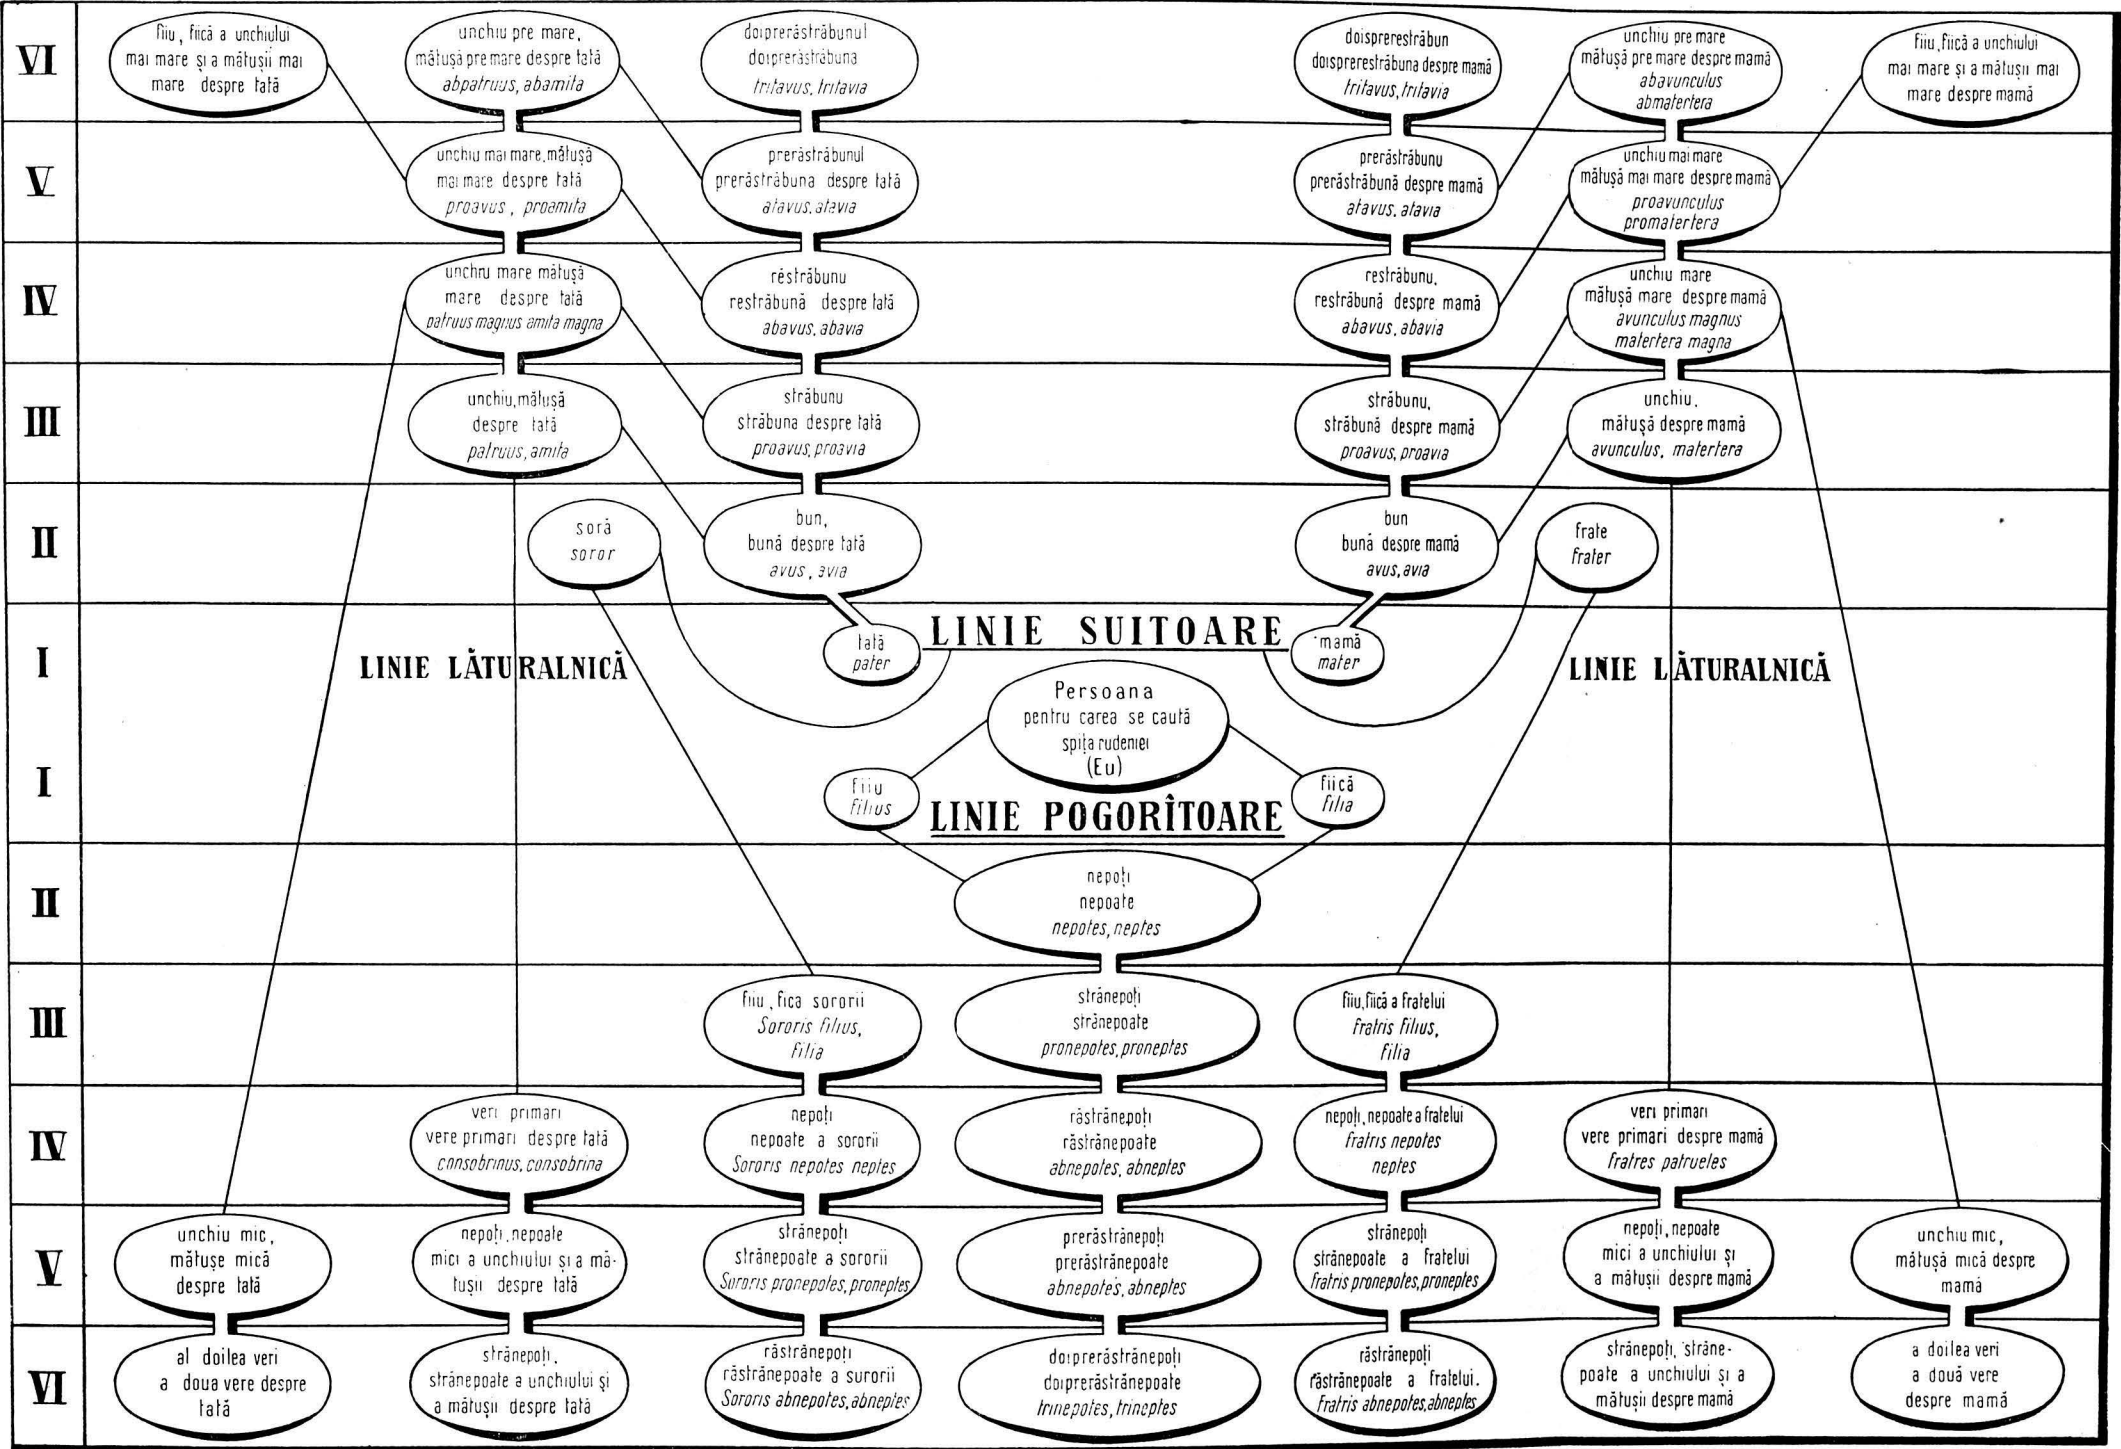 VI
fiiu, fiică a unchiului
mai mare și a mătușii mai
mare despre tată
unchiu pre mare,
mătușă pre mare despre tată
abpatruus, abamita
doiprerăstrăbunul
doiprerăstrăbuna
tritavus, tritavia
doisprerestrăbun
doisprerestrăbuna despre mamă
tritavus, tritavia
unchiu pre mare
mătușă pre mare despre mamă
abavunculus
abmatertera
fiiu, fiică a unchiului
mai mare și a mătușii mai
mare despre mamă
V
unchiu mai mare, mătușă
mai mare despre tată
proavus, proamita
prerăstrăbunul
prerăstrăbuna despre tată
atavus, atavia
prerăstrăbunu
prerăstrăbună despre mamă
atavus, atavia
unchiu mai mare
mătușă mai mare despre mamă
proavunculus
promatertera
IV
unchru mare mătușă
mare despre tată
patruus magnus amita magna
rĕstrăbunu
restrăbună despre tată
abavus, abavia
restrăbunu,
restrăbună despre mamă
abavus, abavia
unchiu mare
mătușă mare despre mamă
avunculus magnus
matertera magna
III
unchiu, mătușă
despre tată
patruus, amita
străbunu
străbuna despre tată
proavus, proavia
străbunu,
străbună despre mamă
proavus, proavia
unchiu,
mătușă despre mamă
avunculus, matertera
II
soră
soror
bun,
bună despre tată
avus, avia
bun
bună despre mamă
avus, avia
frate
frater
I
LINIE LĂTURALNICĂ
tată
pater
LINIE SUITOARE
mamă
mater
LINIE LĂTURALNICĂ
Persoana
pentru carea se caută
spița rudeniei
(Eu)
I
fiiu
filius
LINIE POGORÎTOARE
fiică
filia
II
nepoți
nepoate
nepotes, neptes
III
fiiu, fica sororii
Sororis filius,
filia
strănepoți
strănepoate
pronepotes, proneptes
fiiu, fiică a fratelui
fratris filius,
filia
IV
veri primari
vere primari despre tată
consobrinus, consobrina
nepoți
nepoate a sororii
Sororis nepotes neptes
răstrănepoți
răstrănepoate
abnepotes, abneptes
nepoți, nepoate a fratelui
fratris nepotes
neptes
veri primari
vere primari despre mamă
fratres patrueles
V
unchiu mic,
mătușe mică
despre tată
nepoți, nepoate
mici a unchiului și a mă-
tușii despre tată
strănepoți
strănepoate a sororii
Sororis pronepotes, proneptes
prerăstrănepoți
prerăstrănepoate
abnepotes, abneptes
strănepoți
strănepoate a fratelui
fratris pronepotes, proneptes
nepoți, nepoate
mici a unchiului și
a mătușii despre mamă
unchiu mic,
mătușă mică despre
mamă
VI
al doilea veri
a doua vere despre
tată
strănepoți,
strănepoate a unchiului și
a mătușii despre tată
răstrănepoți
răstrănepoate a surorii
Sororis abnepotes, abneptes
doiprerăstrănepoți
doiprerăstrănepoate
trinepotes, trineptes
răstrănepoți
răstrănepoate a fratelui.
fratris abnepotes, abneptes
strănepoți, străne-
poate a unchiului și a
mătușii despre mamă
a doilea veri
a două vere
despre mamă